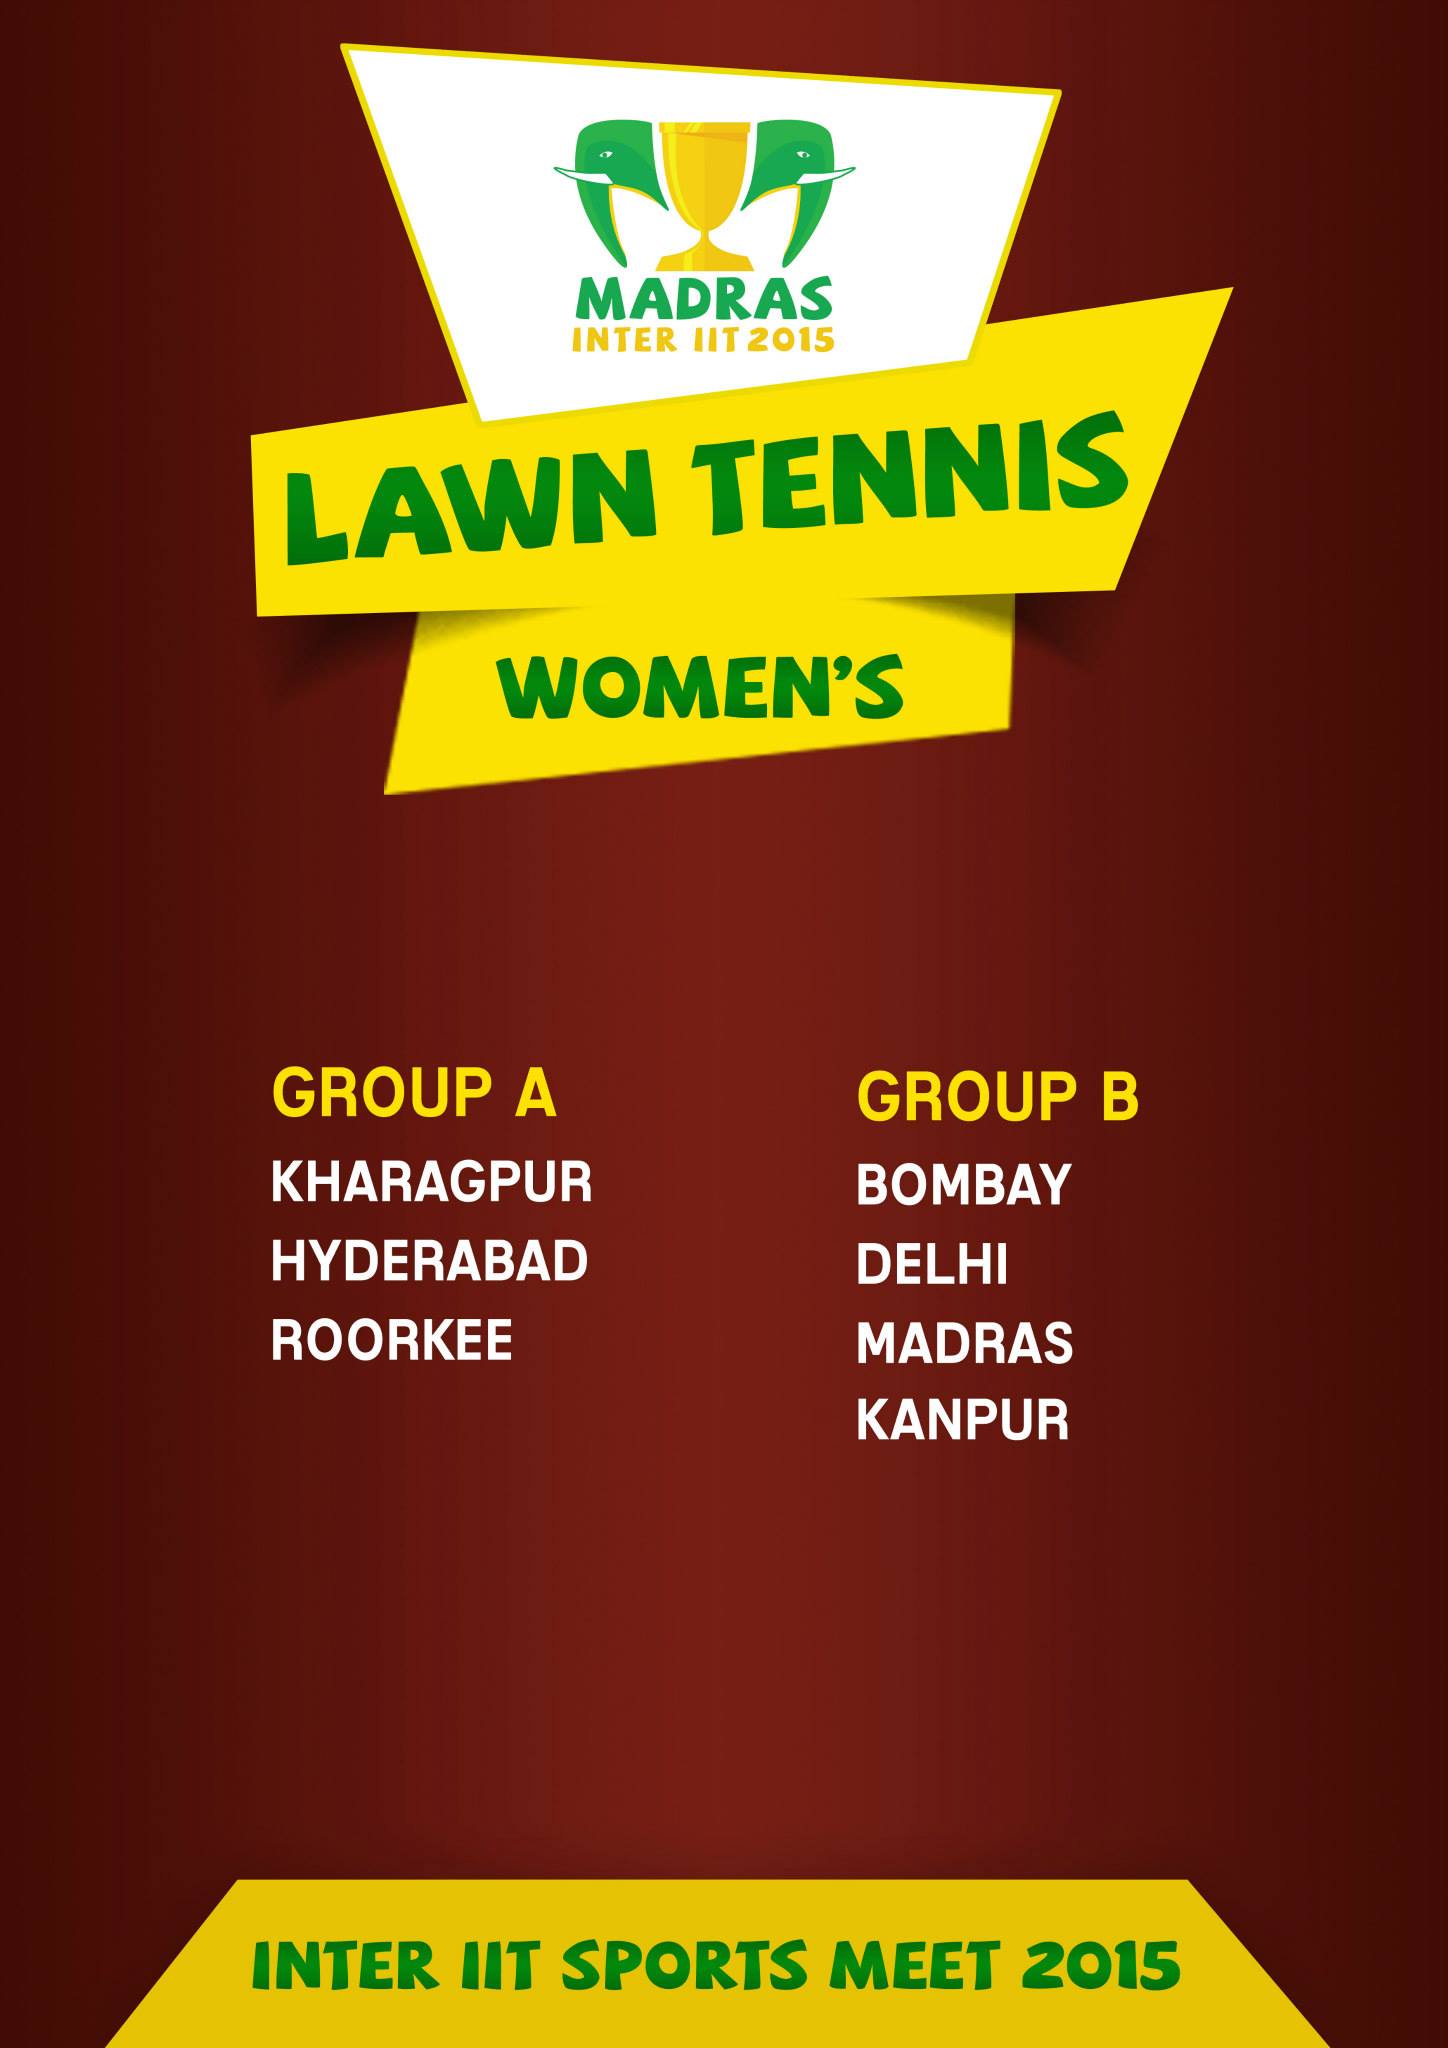 MADRAS
INTER IIT 2015
LAWN TENNIS
WOMEN'S
GROUP A
KHARAGPUR
HYDERABAD
ROORKEE
GROUP B
BOMBAY
DELHI
MADRAS
KANPUR
INTER IIT SPORTS MEET 2015